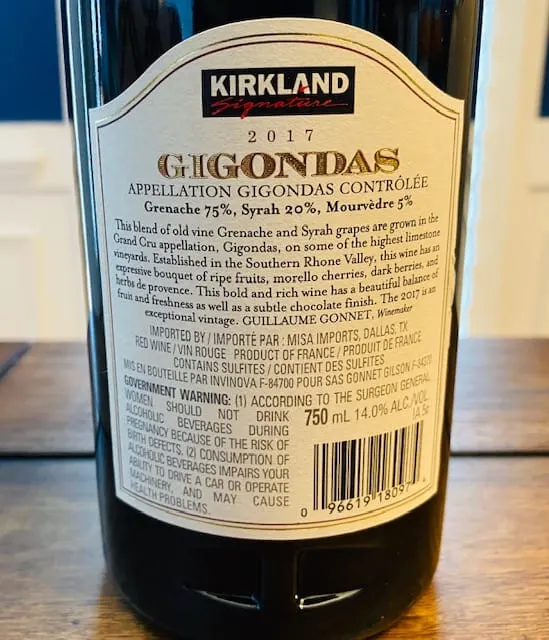 KIRKLAND
Signature
2017
GIGONDAS
APPELLATION GIGONDAS CONTRÔLÉE
Grenache 75%, Syrah 20%, Mourvèdre 5%
This blend of old vine Grenache and Syrah grapes are grown in the
Grand Cru appellation, Gigondas, on some of the highest limestone
vineyards. Established in the Southern Rhone Valley, this wine has an
expressive bouquet of ripe fruits, morello cherries, dark berries, and
herbs de provence. This bold and rich wine has a beautiful balance of
fruit and freshness as well as a subtle chocolate finish. The 2017 is an
exceptional vintage. GUILLAUME GONNET, Winemaker
IMPORTED BY / IMPORTÉ PAR : MISA IMPORTS, DALLAS, TX
RED WINE / VIN ROUGE PRODUCT OF FRANCE / PRODUIT DE FRANCE
CONTAINS SULFITES / CONTIENT DES SULFITES
MIS EN BOUTEILLE PAR INVINOVA F-84700 POUR SAS GONNET GILSON F-84370
GOVERNMENT WARNING: (1) ACCORDING TO THE SURGEON GENERAL,
WOMEN SHOULD NOT DRINK
ALCOHOLIC BEVERAGES DURING
PREGNANCY BECAUSE OF THE RISK OF
BIRTH DEFECTS. (2) CONSUMPTION OF
ALCOHOLIC BEVERAGES IMPAIRS YOUR
ABILITY TO DRIVE A CAR OR OPERATE
MACHINERY, AND MAY CAUSE
HEALTH PROBLEMS.
750 mL 14.0% ALC./VOL.
IA 5¢
0 96619 18097